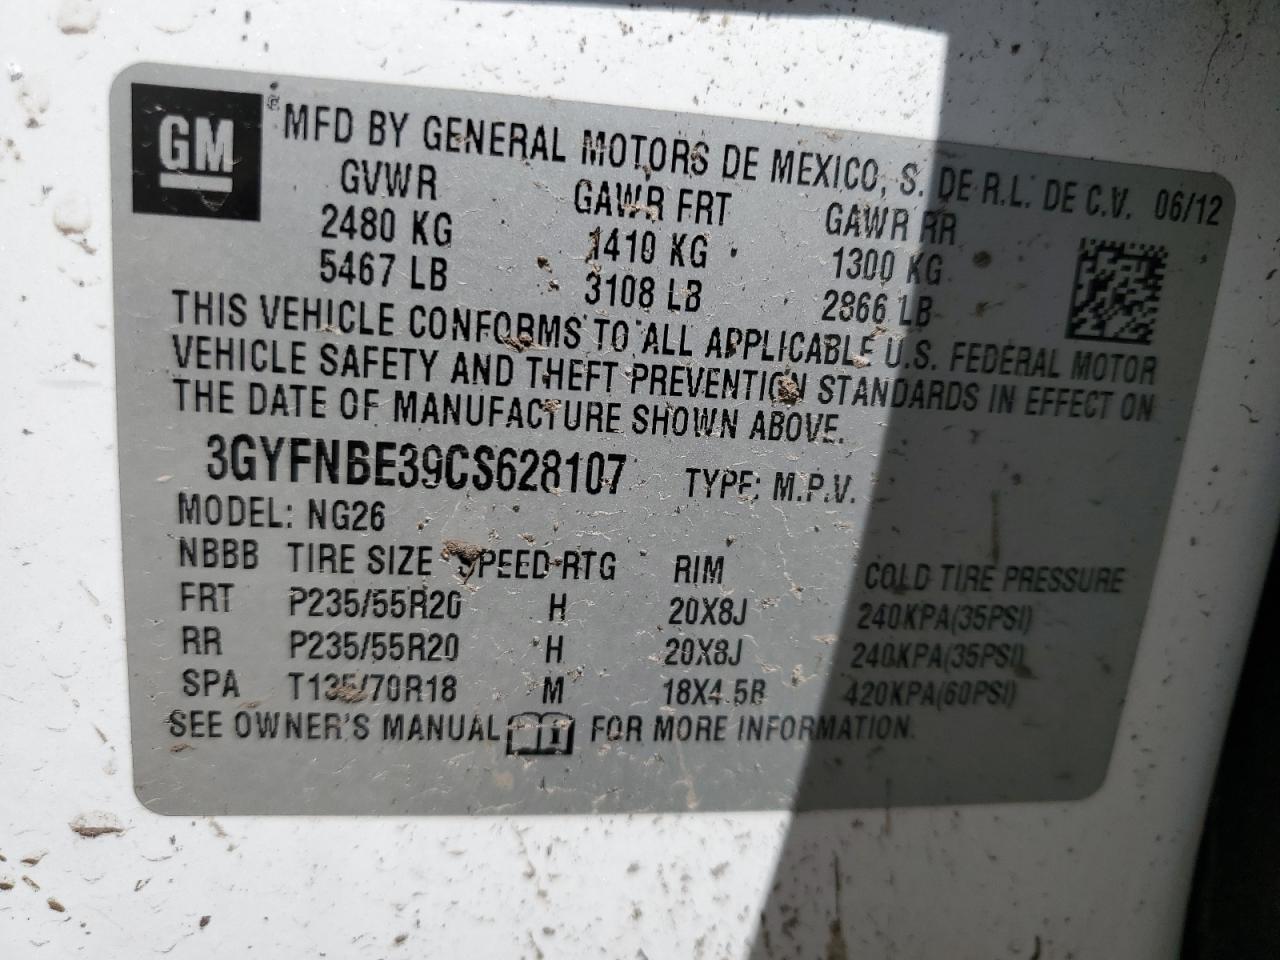 GM ® MFD BY GENERAL MOTORS DE MEXICO, S. DE R.L. DE C.V. 06/12
GVWR GAWR FRT GAWR RR
2480 KG 1410 KG 1300 KG
5467 LB 3108 LB 2866 LB
THIS VEHICLE CONFORMS TO ALL APPLICABLE U.S. FEDERAL MOTOR
VEHICLE SAFETY AND THEFT PREVENTION STANDARDS IN EFFECT ON
THE DATE OF MANUFACTURE SHOWN ABOVE.
3GYFNBE39CS628107 TYPE: M.P.V.
MODEL: NG26
NBBB TIRE SIZE SPEED RTG RIM COLD TIRE PRESSURE
FRT P235/55R20 H 20X8J 240KPA(35PSI)
RR P235/55R20 H 20X8J 240KPA(35PSI)
SPA T135/70R18 M 18X4.5B 420KPA(60PSI)
SEE OWNER'S MANUAL FOR MORE INFORMATION.